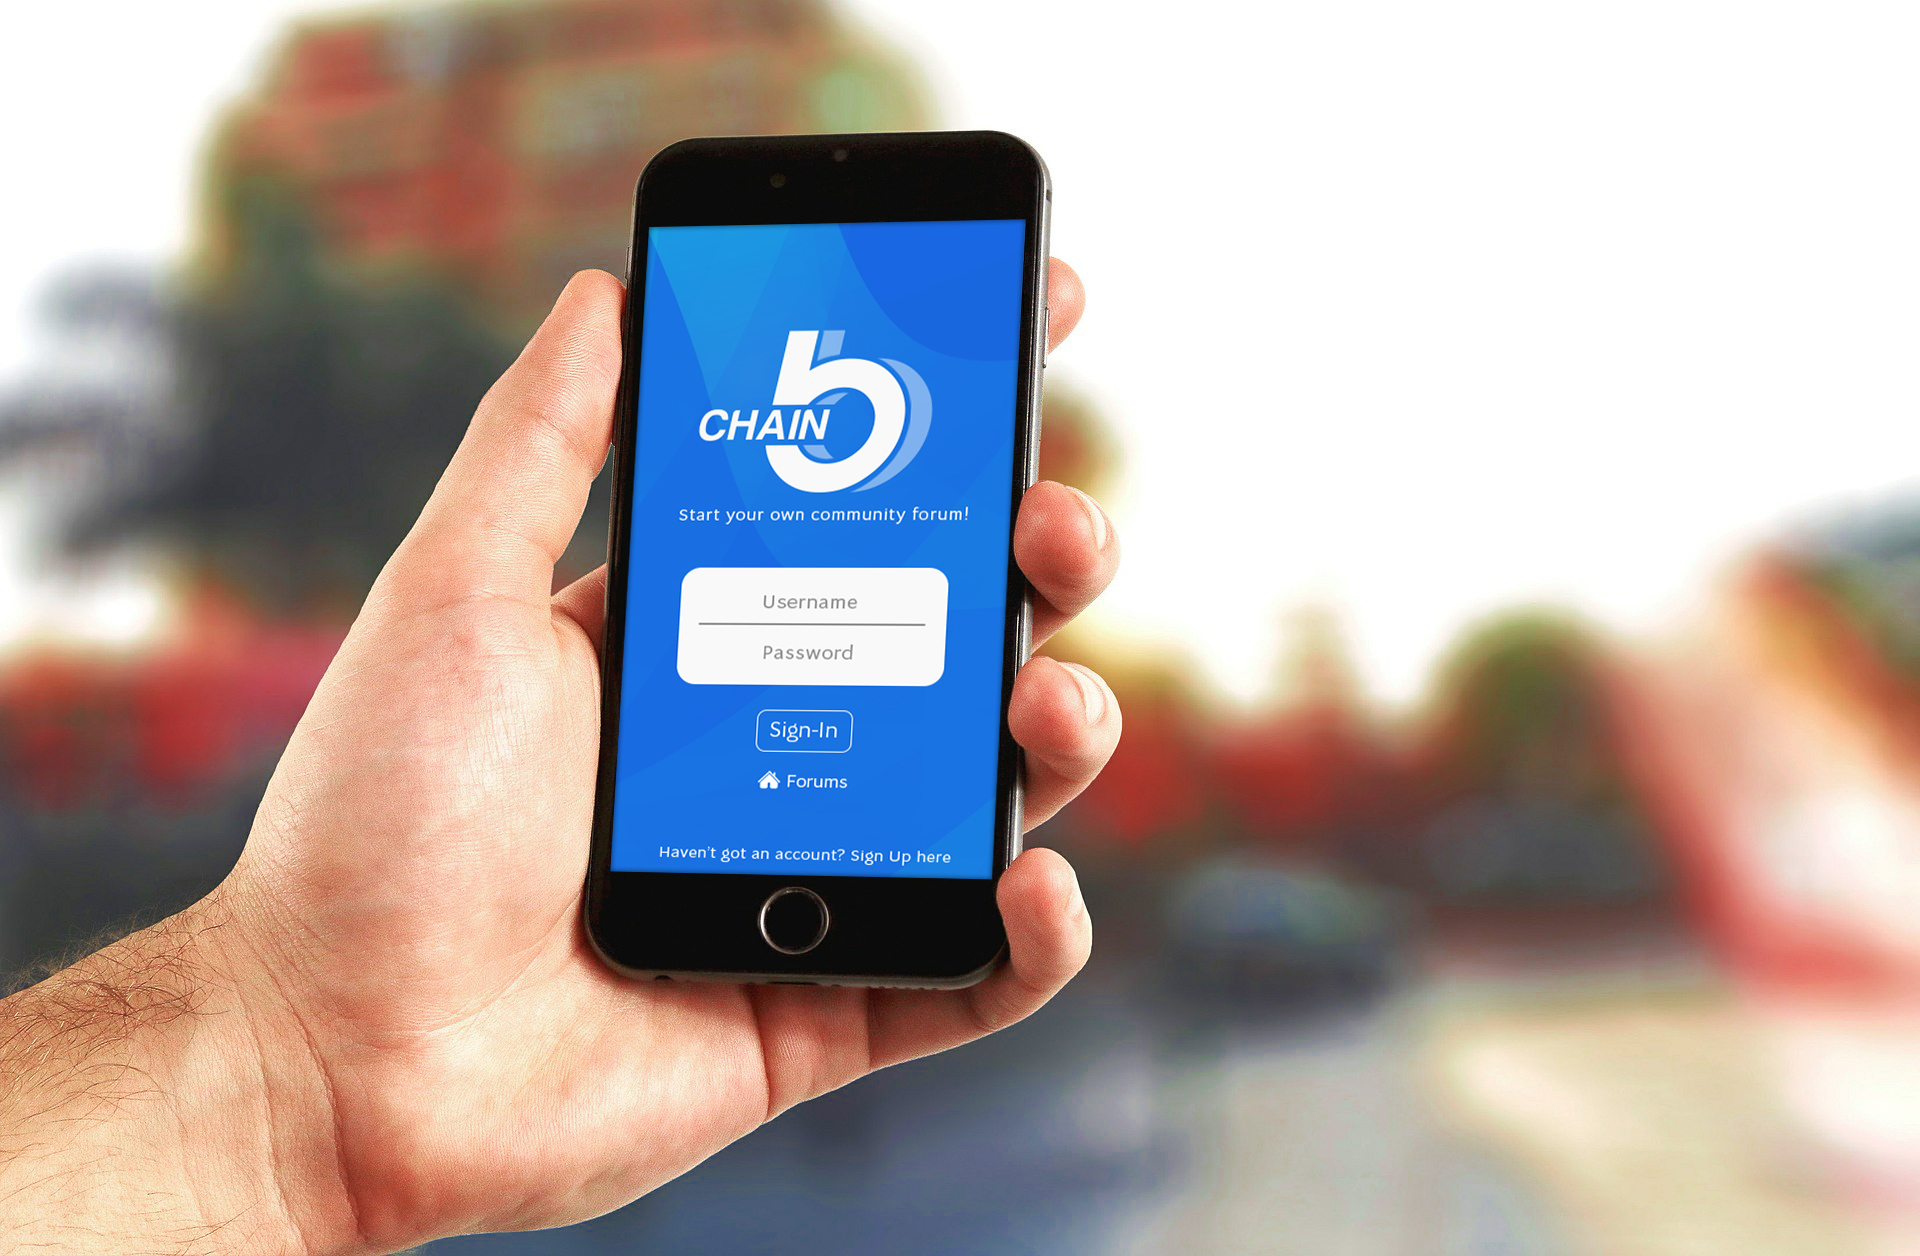 CHAIN b
Start your own community forum!
Username
Password
Sign-In
Forums
Haven't got an account? Sign Up here